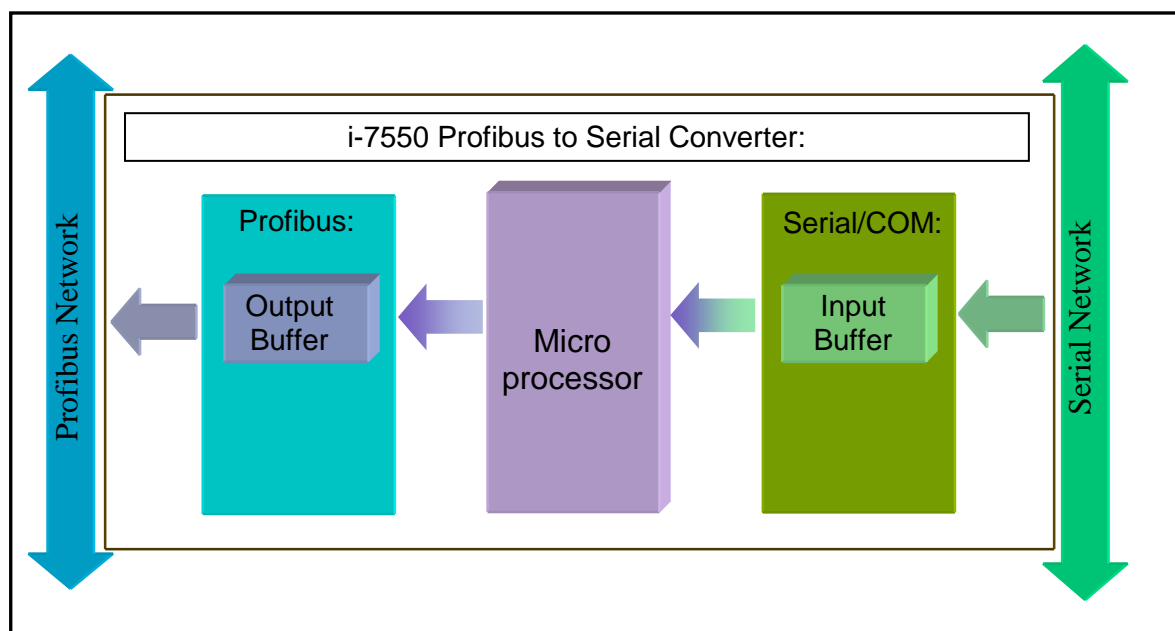 i-7550 Profibus to Serial Converter:
Profibus Network
Profibus:
Output
Buffer
Micro
processor
Serial/COM:
Input
Buffer
Serial Network